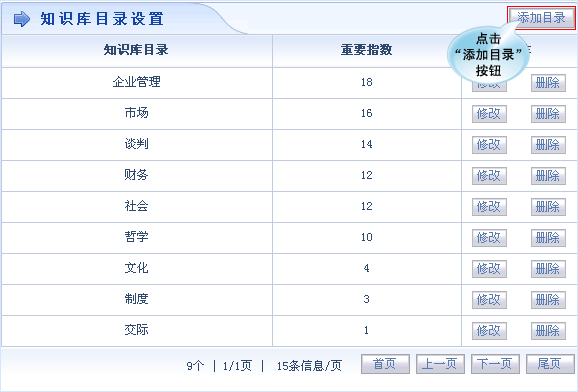 知识库目录设置 添加目录
知识库目录 重要指数
点击
“添加目录”
按钮
企业管理 18 修改 删除
市场 16 修改 删除
谈判 14 修改 删除
财务 12 修改 删除
社会 12 修改 删除
哲学 10 修改 删除
文化 4 修改 删除
制度 3 修改 删除
交际 1 修改 删除
9个 | 1/1页 | 15条信息/页 首页 上一页 下一页 尾页